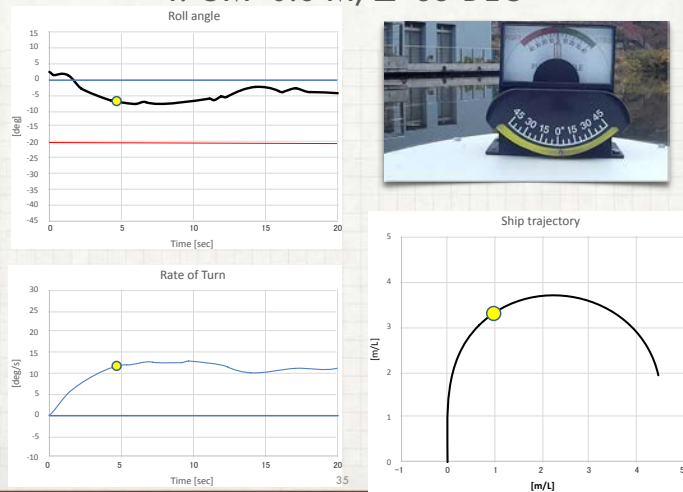 Roll angle
15
10
5
0
-5
-10
-15
-20
-25
-30
-35
-40
-45
[deg]
0 5 10 15 20
Time [sec]
45 30 15 0° 15 30 45
Rate of Turn
30
25
20
15
10
5
0
-5
-10
[deg/s]
0 5 10 15 20
Time [sec]
35
Ship trajectory
5
4
3
2
1
0
[m/L]
-1 0 1 2 3 4 5
[m/L]